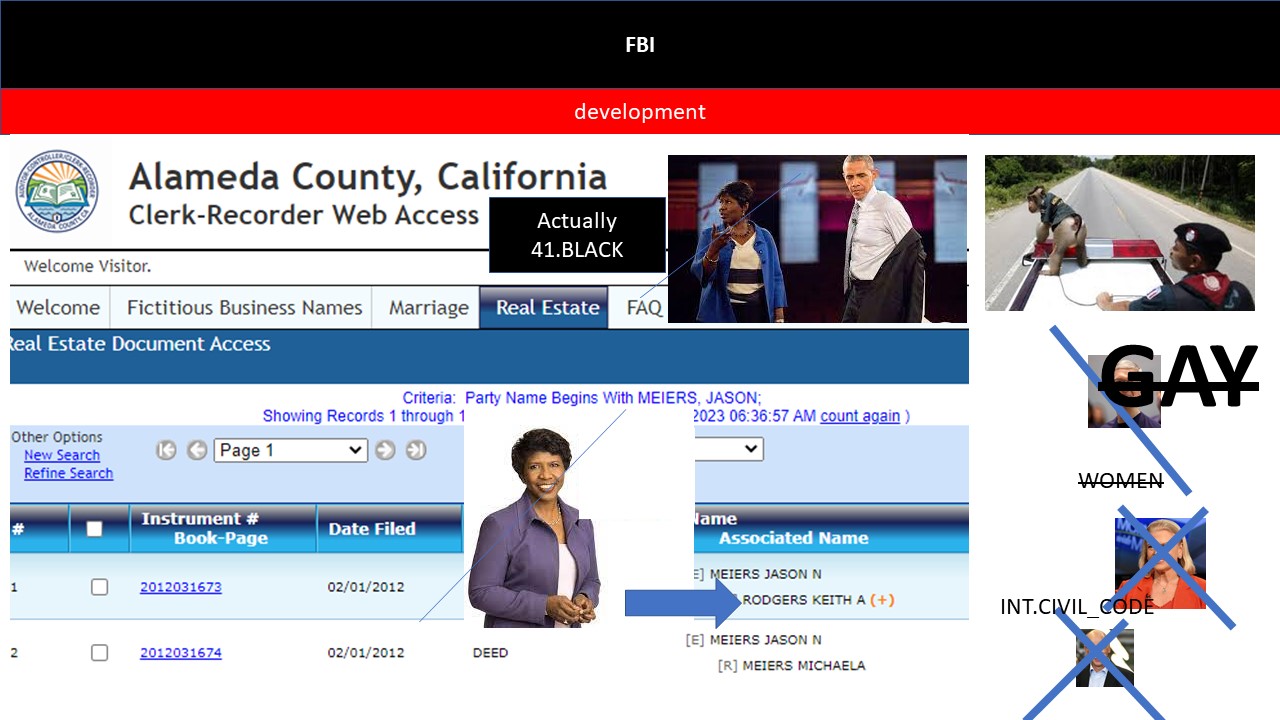 FBI
development
Alameda County, California
Clerk-Recorder Web Access
Actually
41.BLACK
Welcome Visitor.
Welcome Fictitious Business Names Marriage Real Estate FAQ
Real Estate Document Access
Criteria: Party Name Begins With MEIERS, JASON;
Showing Records 1 through 1 2023 06:36:57 AM count again )
Other Options
New Search
Refine Search
Page 1
# Instrument # Date Filed Name
Book-Page Associated Name
1 2012031673 02/01/2012 [E] MEIERS JASON N
RODGERS KEITH A (+)
2 2012031674 02/01/2012 DEED [E] MEIERS JASON N
[R] MEIERS MICHAELA
GAY
WOMEN
INT.CIVIL_CODE